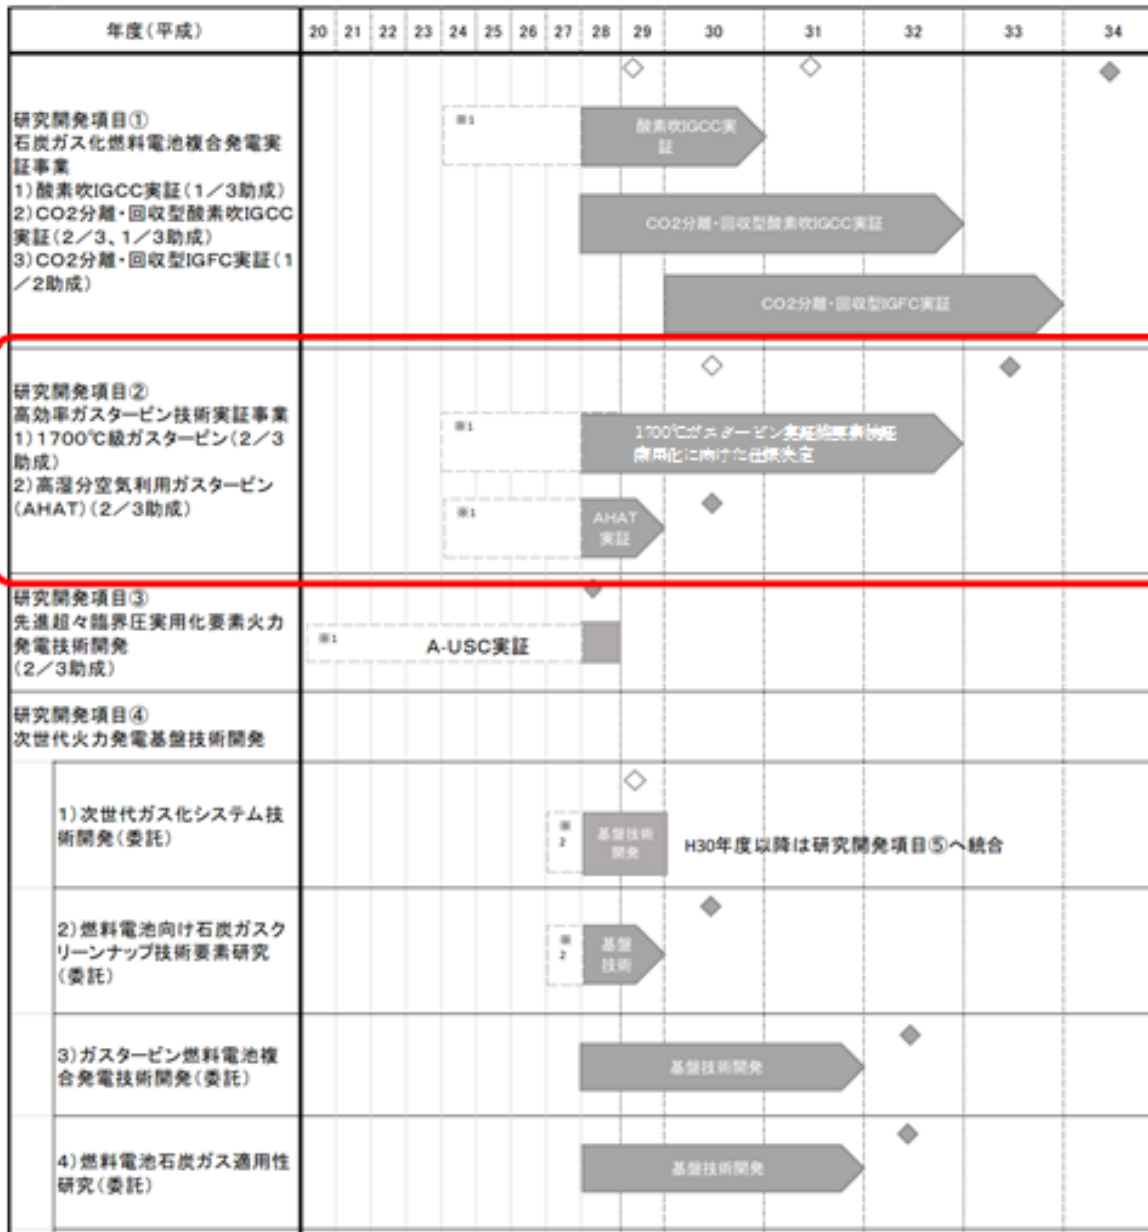 年度(平成) 20 21 22 23 24 25 26 27 28 29 30 31 32 33 34
研究開発項目①
石炭ガス化燃料電池複合発電実
証事業
1)酸素吹IGCC実証(1/3助成)
2)CO2分離・回収型酸素吹IGCC
実証(2/3、1/3助成)
3)CO2分離・回収型IGFC実証(1
/2助成)
※1
酸素吹IGCC実
証
CO2分離・回収型酸素吹IGCC実証
CO2分離・回収型IGFC実証
研究開発項目②
高効率ガスタービン技術実証事業
1)1700℃級ガスタービン(2/3
助成)
2)高湿分空気利用ガスタービン
(AHAT)(2/3助成)
※1
1700℃ガスタービン
※1
AHAT
実証
研究開発項目③
先進超々臨界圧実用化要素火力
発電技術開発
(2/3助成)
※1
A-USC実証
研究開発項目④
次世代火力発電基盤技術開発
1)次世代ガス化システム技
術開発(委託)
※
2
基盤技術
開発
H30年度以降は研究開発項目⑤へ統合
2)燃料電池向け石炭ガスク
リーンナップ技術要素研究
(委託)
※
2
基盤
技術
3)ガスタービン燃料電池複
合発電技術開発(委託)
基盤技術開発
4)燃料電池石炭ガス適用性
研究(委託)
基盤技術開発